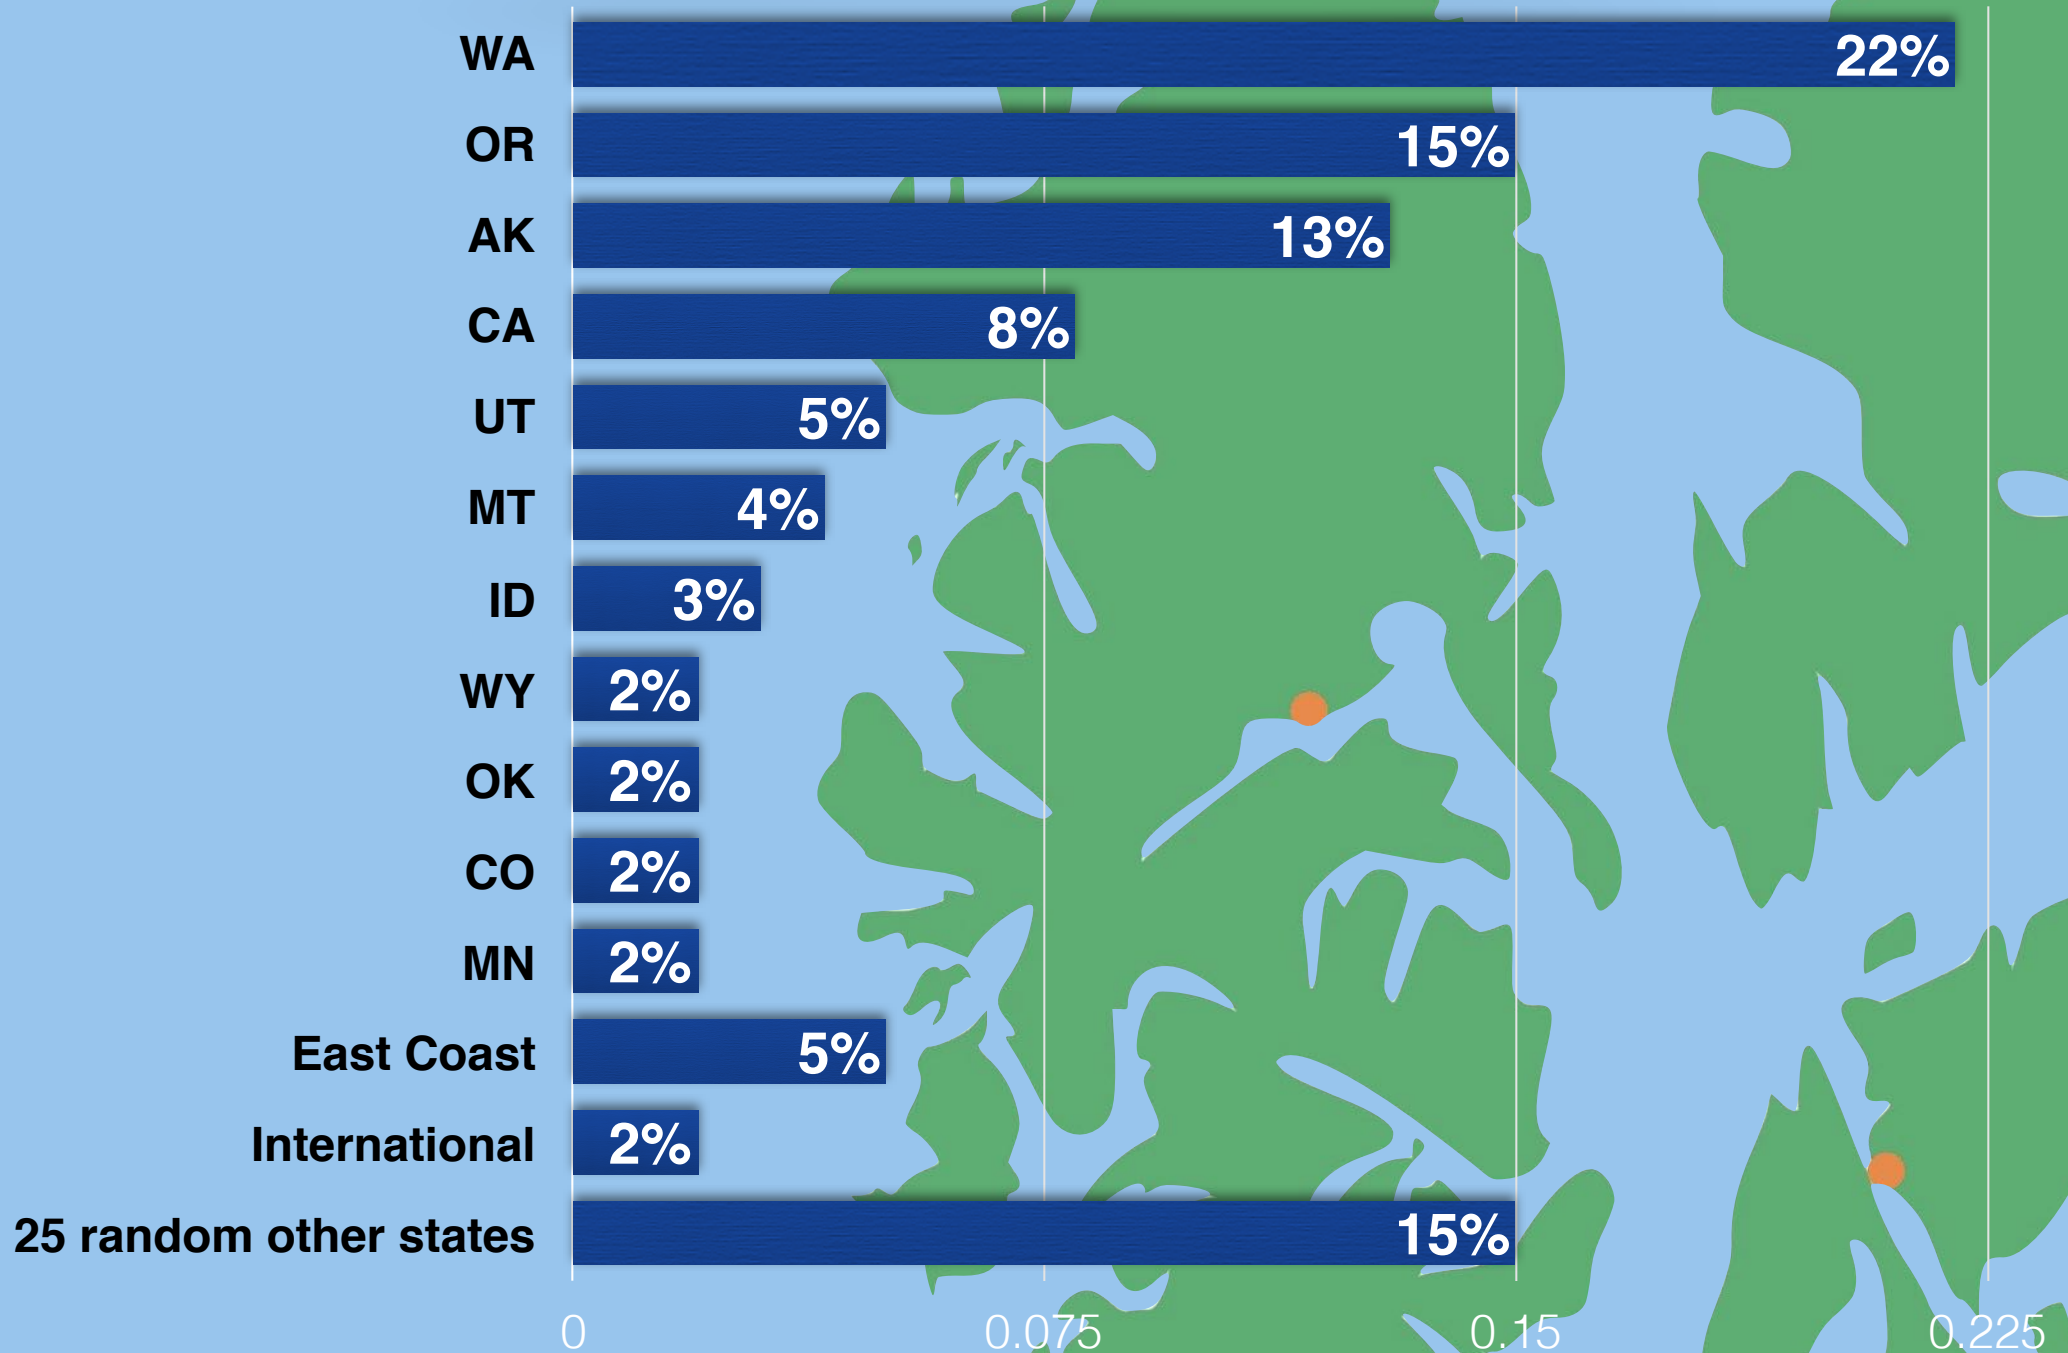 WA 22%
OR 15%
AK 13%
CA 8%
UT 5%
MT 4%
ID 3%
WY 2%
OK 2%
CO 2%
MN 2%
East Coast 5%
International 2%
25 random other states 15%
0 0.075 0.15 0.225